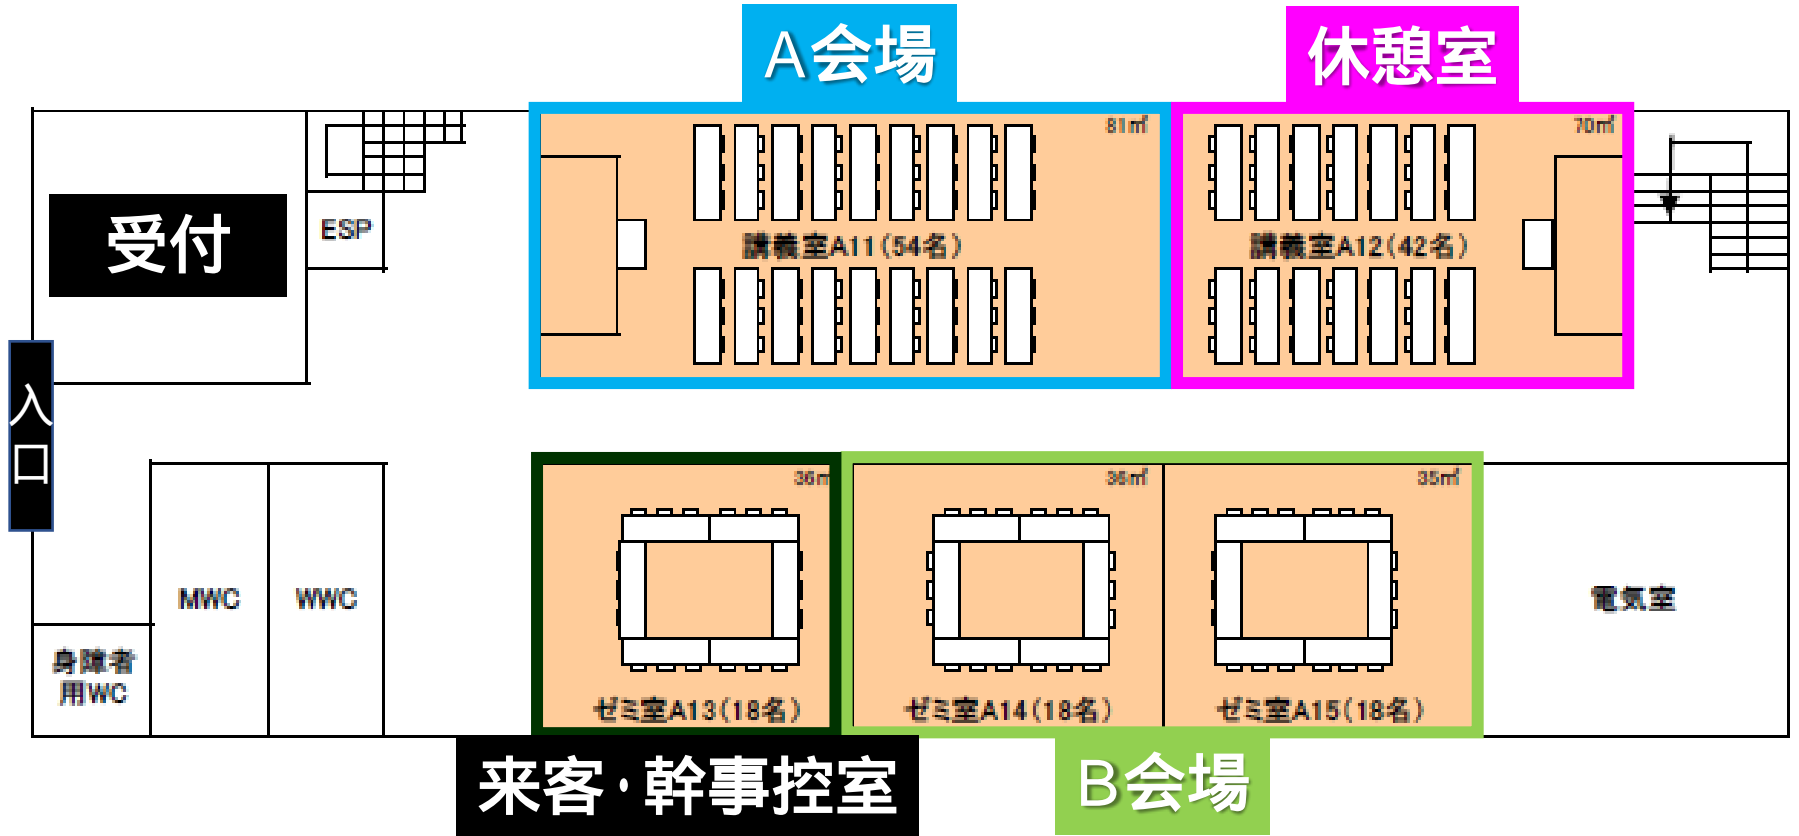 A会場
休憩室
81㎡
70㎡
受付
ESP
講義室A11(54名)
講義室A12(42名)
入口
36㎡
36㎡
35㎡
MWC
WWC
電気室
身障者
用WC
ゼミ室A13(18名)
ゼミ室A14(18名)
ゼミ室A15(18名)
来客・幹事控室
B会場